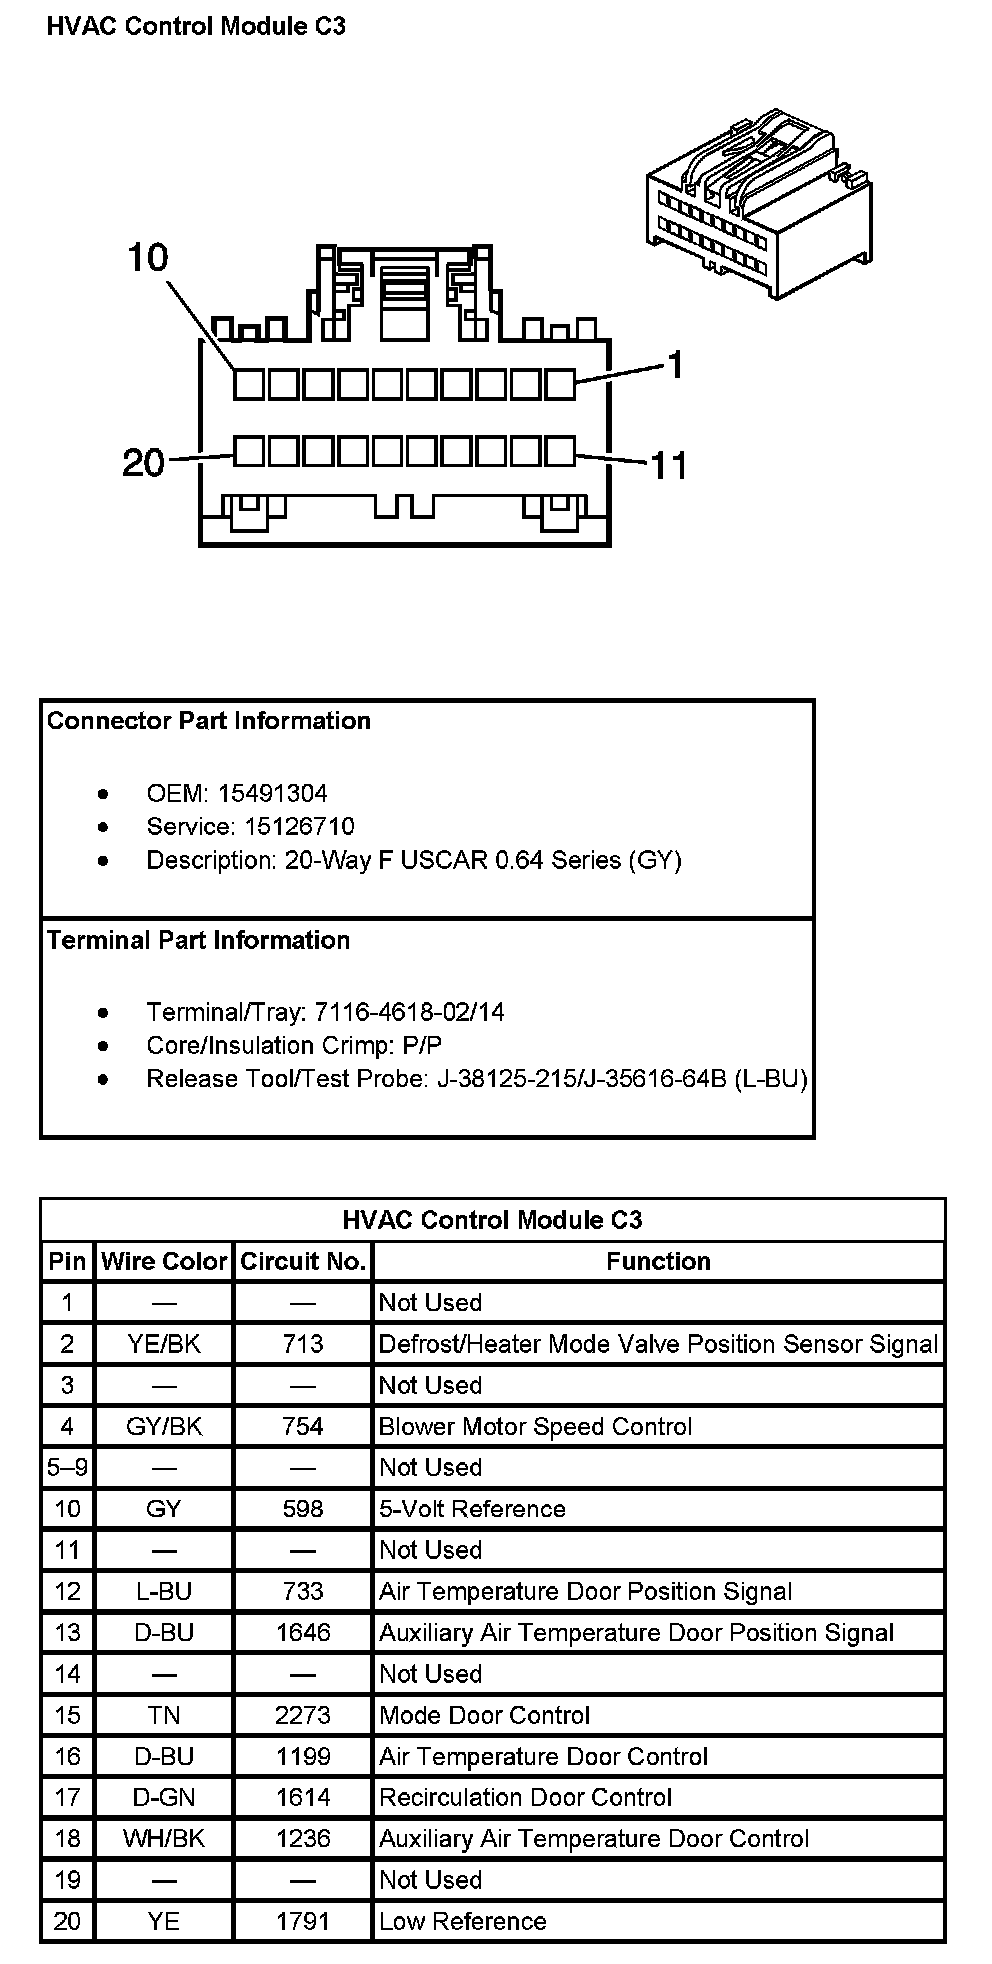 HVAC Control Module C3
10
1
20
11
Connector Part Information
• OEM: 15491304
• Service: 15126710
• Description: 20-Way F USCAR 0.64 Series (GY)
Terminal Part Information
• Terminal/Tray: 7116-4618-02/14
• Core/Insulation Crimp: P/P
• Release Tool/Test Probe: J-38125-215/J-35616-64B (L-BU)
HVAC Control Module C3
Pin Wire Color Circuit No. Function
1 — — Not Used
2 YE/BK 713 Defrost/Heater Mode Valve Position Sensor Signal
3 — — Not Used
4 GY/BK 754 Blower Motor Speed Control
5–9 — — Not Used
10 GY 598 5-Volt Reference
11 — — Not Used
12 L-BU 733 Air Temperature Door Position Signal
13 D-BU 1646 Auxiliary Air Temperature Door Position Signal
14 — — Not Used
15 TN 2273 Mode Door Control
16 D-BU 1199 Air Temperature Door Control
17 D-GN 1614 Recirculation Door Control
18 WH/BK 1236 Auxiliary Air Temperature Door Control
19 — — Not Used
20 YE 1791 Low Reference